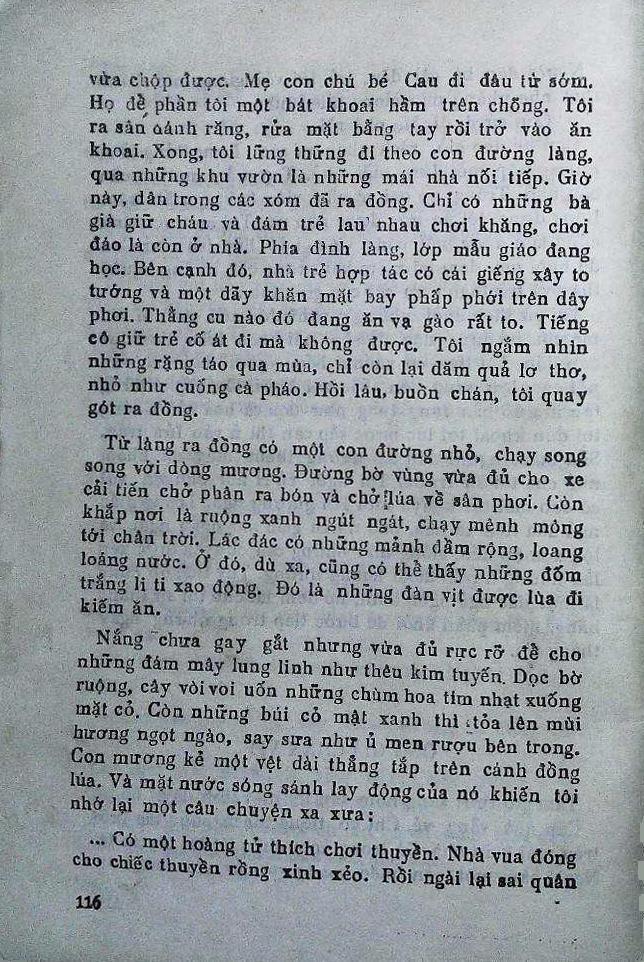 vừa chộp được. Mẹ con chú bé Cau đi đâu từ sớm.
Họ để phần tôi một bát khoai hầm trên chõng. Tôi
ra sân đánh răng, rửa mặt bằng tay rồi trở vào ăn
khoai. Xong, tôi lững thững đi theo con đường làng,
qua những khu vườn là những mái nhà nối tiếp. Giờ
này, dân trong các xóm đã ra đồng. Chỉ có những bà
già giữ cháu và đám trẻ lau nhau chơi khăng, chơi
đáo là còn ở nhà. Phía đình làng, lớp mẫu giáo đang
học. Bên cạnh đó, nhà trẻ hợp tác có cái giếng xây to
tướng và một dãy khăn mặt bay phấp phới trên dây
phơi. Thằng cu nào đó đang ăn vạ gào rất to. Tiếng
cô giữ trẻ cố át đi mà không được. Tôi ngắm nhìn
những rặng táo qua mùa, chỉ còn lại dăm quả lơ thơ,
nhỏ như cuống cà pháo. Hồi lâu, buồn chán, tôi quay
gót ra đồng.
Từ làng ra đồng có một con đường nhỏ, chạy song
song với dòng mương. Đường bờ vùng vừa đủ cho xe
cải tiến chở phân ra bón và chở lúa về sân phơi. Còn
khắp nơi là ruộng xanh ngút ngát, chạy mênh mông
tới chân trời. Lác đác có những mảnh đầm rộng, loang
loáng nước. Ở đó, dù xa, cũng có thể thấy những đốm
trắng li ti xao động. Đó là những đàn vịt được lùa đi
kiếm ăn.
Nắng chưa gay gắt nhưng vừa đủ rực rỡ để cho
những đám mây lung linh như thêu kim tuyến. Dọc bờ
ruộng, cây vòi voi uốn những chùm hoa tím nhạt xuống
mặt cỏ. Còn những búi cỏ mật xanh thì tỏa lên mùi
hương ngọt ngào, say sưa như ủ men rượu bên trong.
Con mương kẻ một vệt dài thẳng tắp trên cánh đồng
lúa. Và mặt nước sóng sánh lay động của nó khiến tôi
nhớ lại một câu chuyện xa xưa:
... Có một hoàng tử thích chơi thuyền. Nhà vua đóng
cho chiếc thuyền rồng xinh xẻo. Rồi ngài lại sai quân
116